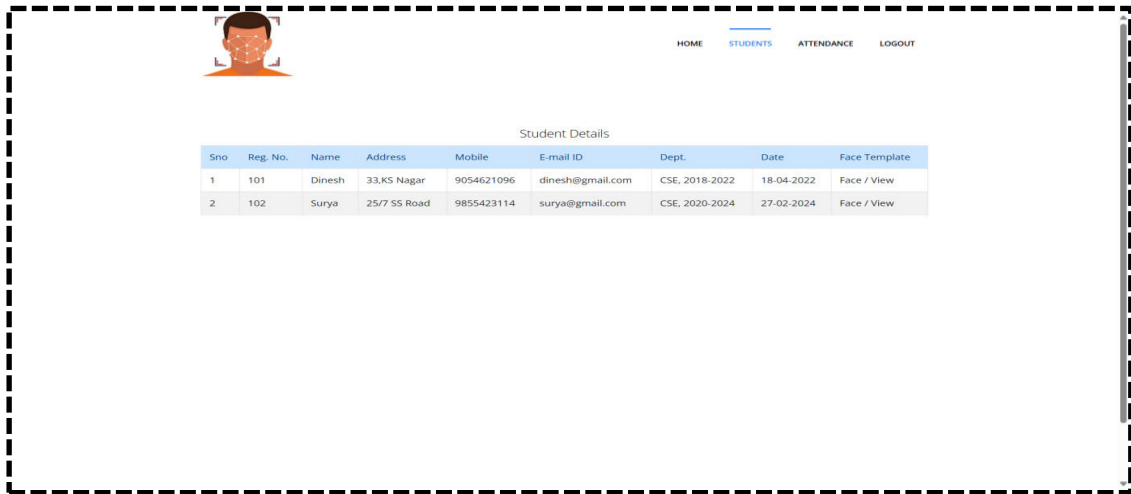 HOME STUDENTS ATTENDANCE LOGOUT
Student Details
Sno Reg. No. Name Address Mobile E-mail ID Dept. Date Face Template
1 101 Dinesh 33,KS Nagar 9054621096 dinesh@gmail.com CSE, 2018-2022 18-04-2022 Face / View
2 102 Surya 25/7 SS Road 9855423114 surya@gmail.com CSE, 2020-2024 27-02-2024 Face / View